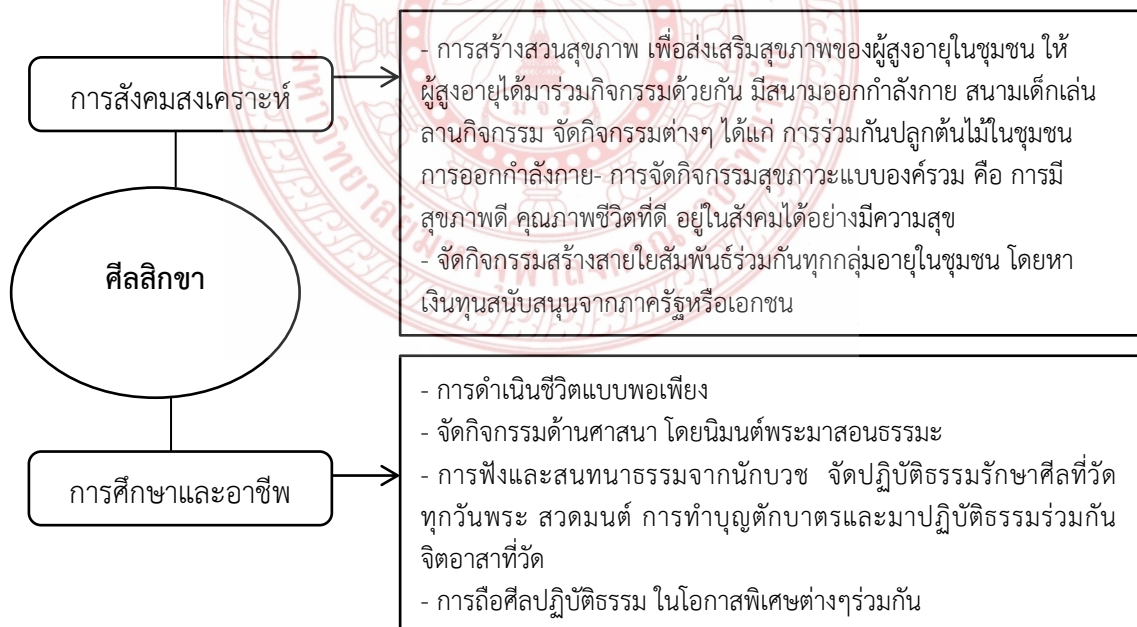 การสังคมสงเคราะห์
- การสร้างสวนสุขภาพ เพื่อส่งเสริมสุขภาพของผู้สูงอายุในชุมชน ให้
ผู้สูงอายุได้มาร่วมกิจกรรมด้วยกัน มีสนามออกกำลังกาย สนามเด็กเล่น
ลานกิจกรรม จัดกิจกรรมต่างๆ ได้แก่ การร่วมกันปลูกต้นไม้ในชุมชน
การออกกำลังกาย- การจัดกิจกรรมสุขภาวะแบบองค์รวม คือ การมี
สุขภาพดี คุณภาพชีวิตที่ดี อยู่ในสังคมได้อย่างมีความสุข
- จัดกิจกรรมสร้างสายใยสัมพันธ์ร่วมกันทุกกลุ่มอายุในชุมชน โดยหา
เงินทุนสนับสนุนจากภาครัฐหรือเอกชน
ศีลสิกขา
การศึกษาและอาชีพ
- การดำเนินชีวิตแบบพอเพียง
- จัดกิจกรรมด้านศาสนา โดยนิมนต์พระมาสอนธรรมะ
- การฟังและสนทนาธรรมจากนักบวช จัดปฏิบัติธรรมรักษาศีลที่วัด
ทุกวันพระ สวดมนต์ การทำบุญตักบาตรและมาปฏิบัติธรรมร่วมกัน
จิตอาสาที่วัด
- การถือศีลปฏิบัติธรรม ในโอกาสพิเศษต่างๆร่วมกัน